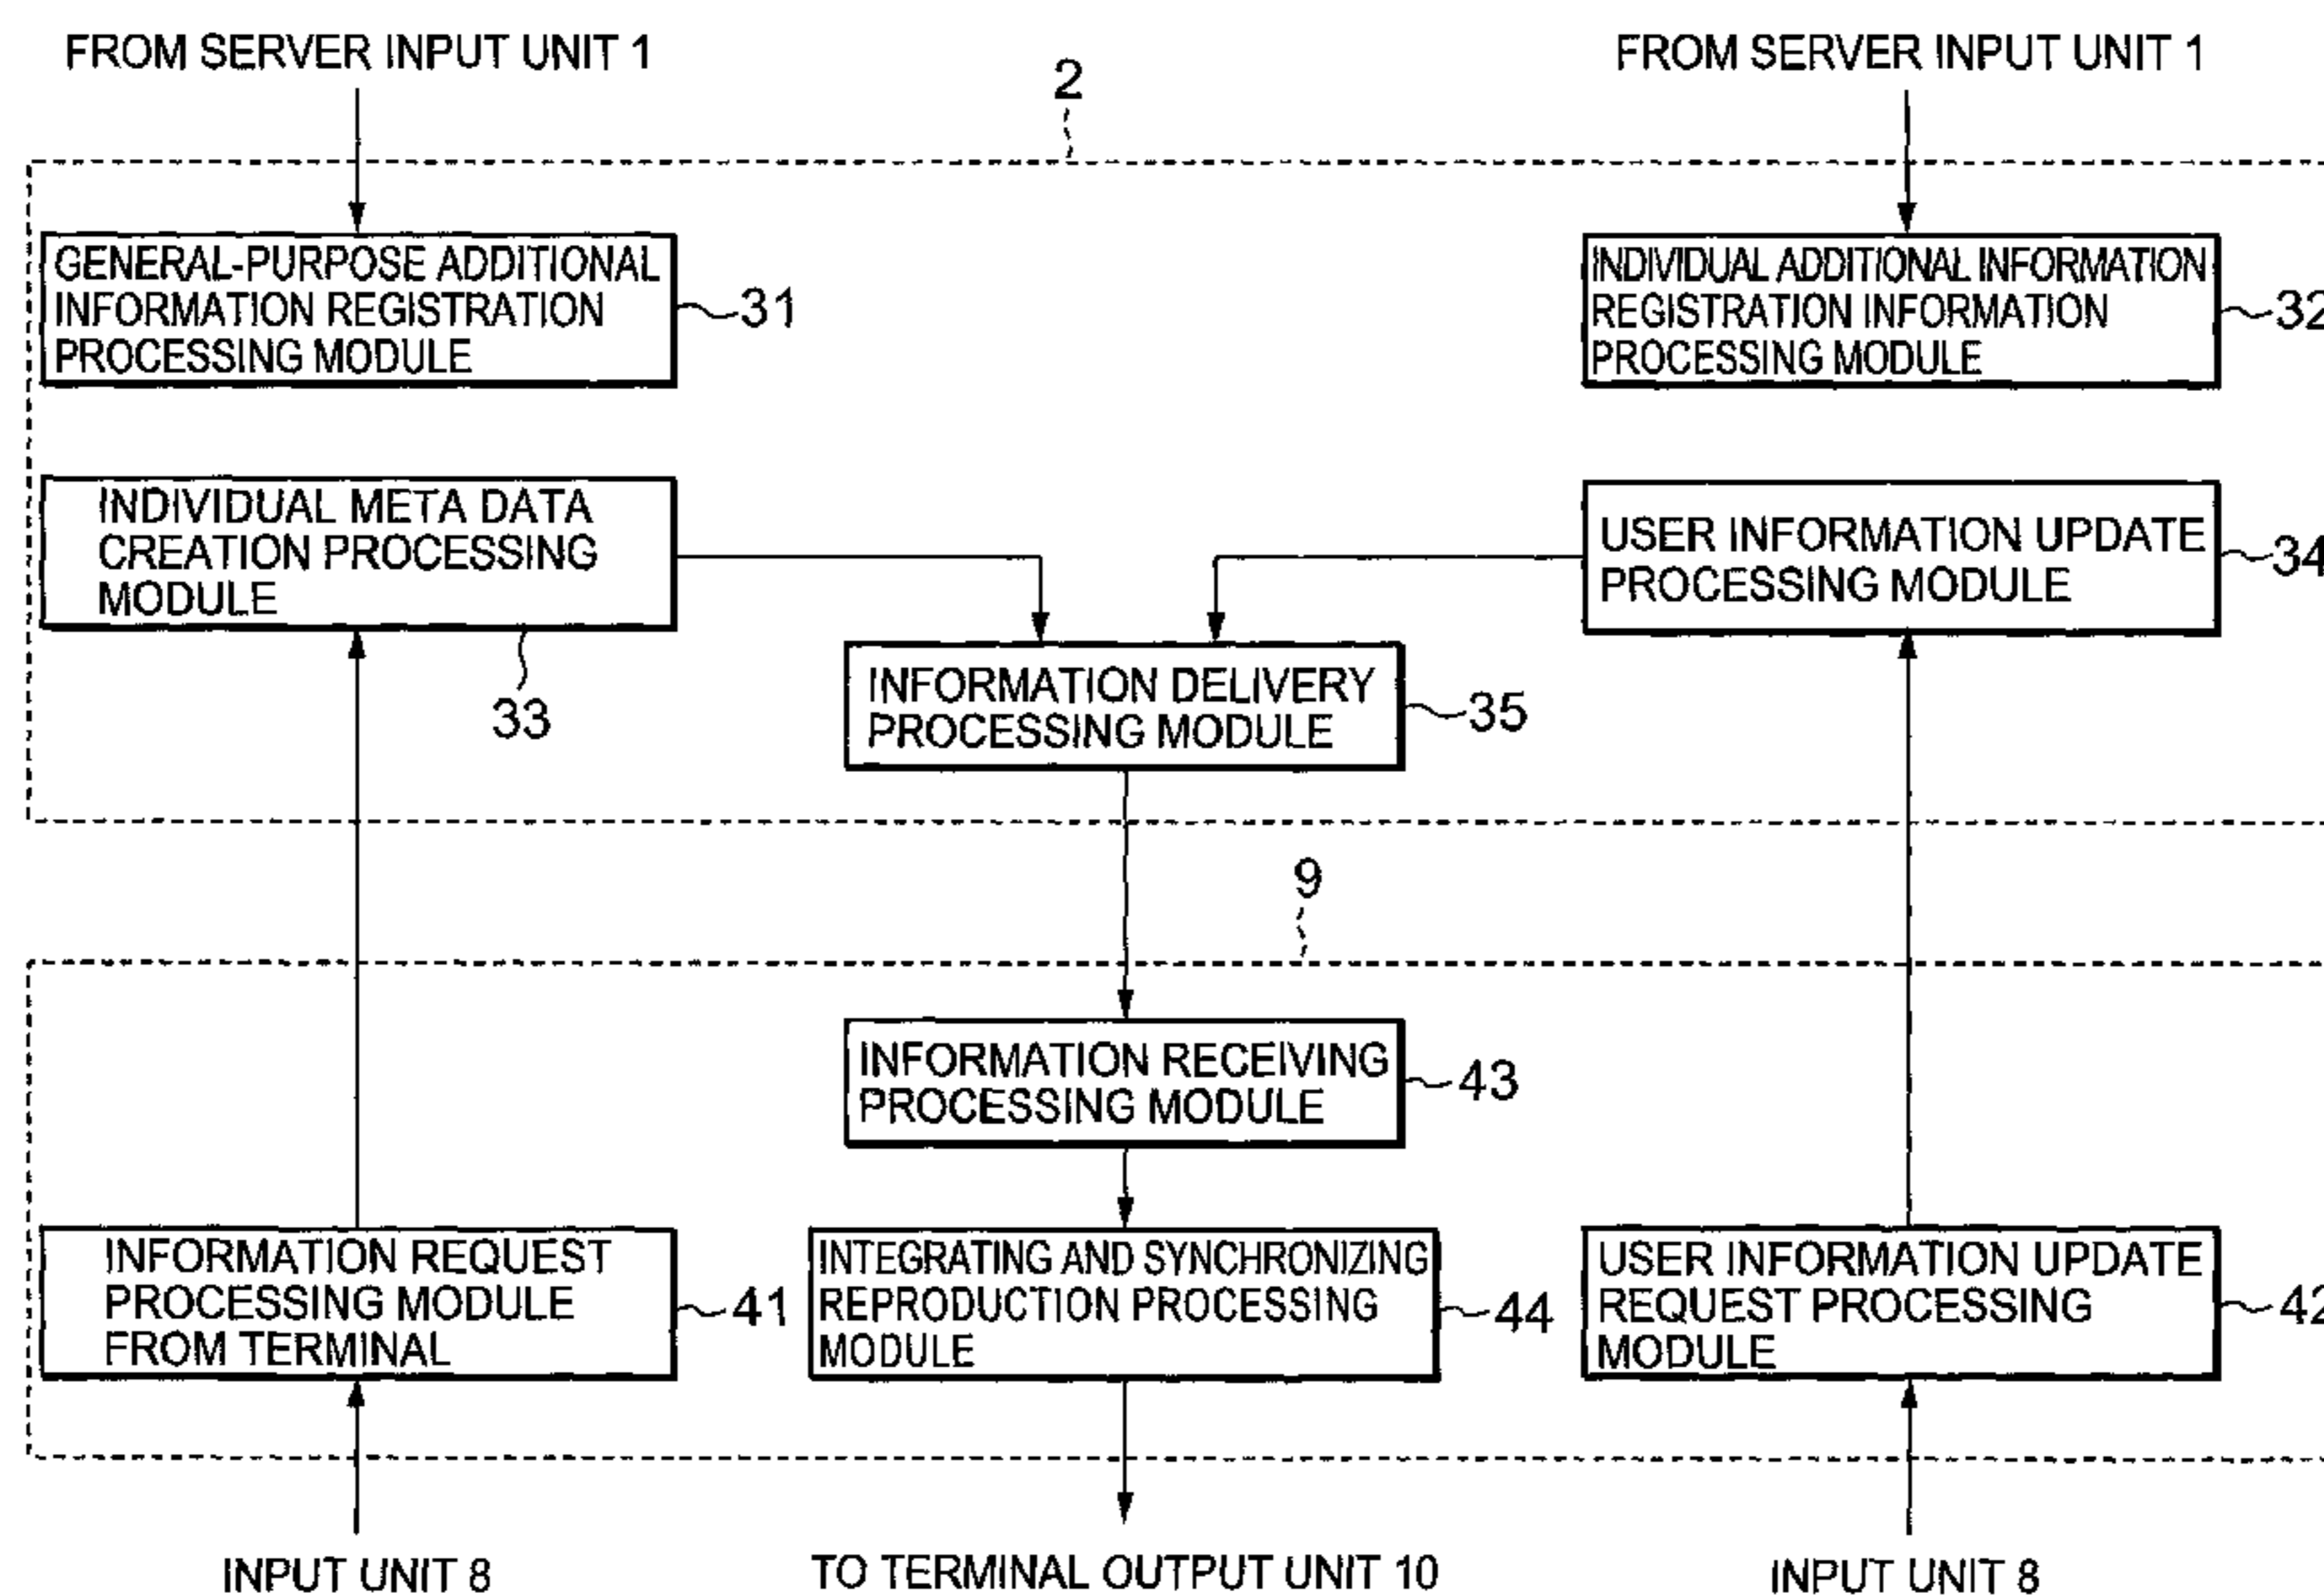 FROM SERVER INPUT UNIT 1
FROM SERVER INPUT UNIT 1
2
GENERAL-PURPOSE ADDITIONAL
INFORMATION REGISTRATION
PROCESSING MODULE
31
INDIVIDUAL ADDITIONAL INFORMATION
REGISTRATION INFORMATION
PROCESSING MODULE
32
INDIVIDUAL META DATA
CREATION PROCESSING
MODULE
33
USER INFORMATION UPDATE
PROCESSING MODULE
34
INFORMATION DELIVERY
PROCESSING MODULE
35
9
INFORMATION RECEIVING
PROCESSING MODULE
43
INFORMATION REQUEST
PROCESSING MODULE
FROM TERMINAL
41
INTEGRATING AND SYNCHRONIZING
REPRODUCTION PROCESSING
MODULE
44
USER INFORMATION UPDATE
REQUEST PROCESSING
MODULE
42
INPUT UNIT 8
TO TERMINAL OUTPUT UNIT 10
INPUT UNIT 8